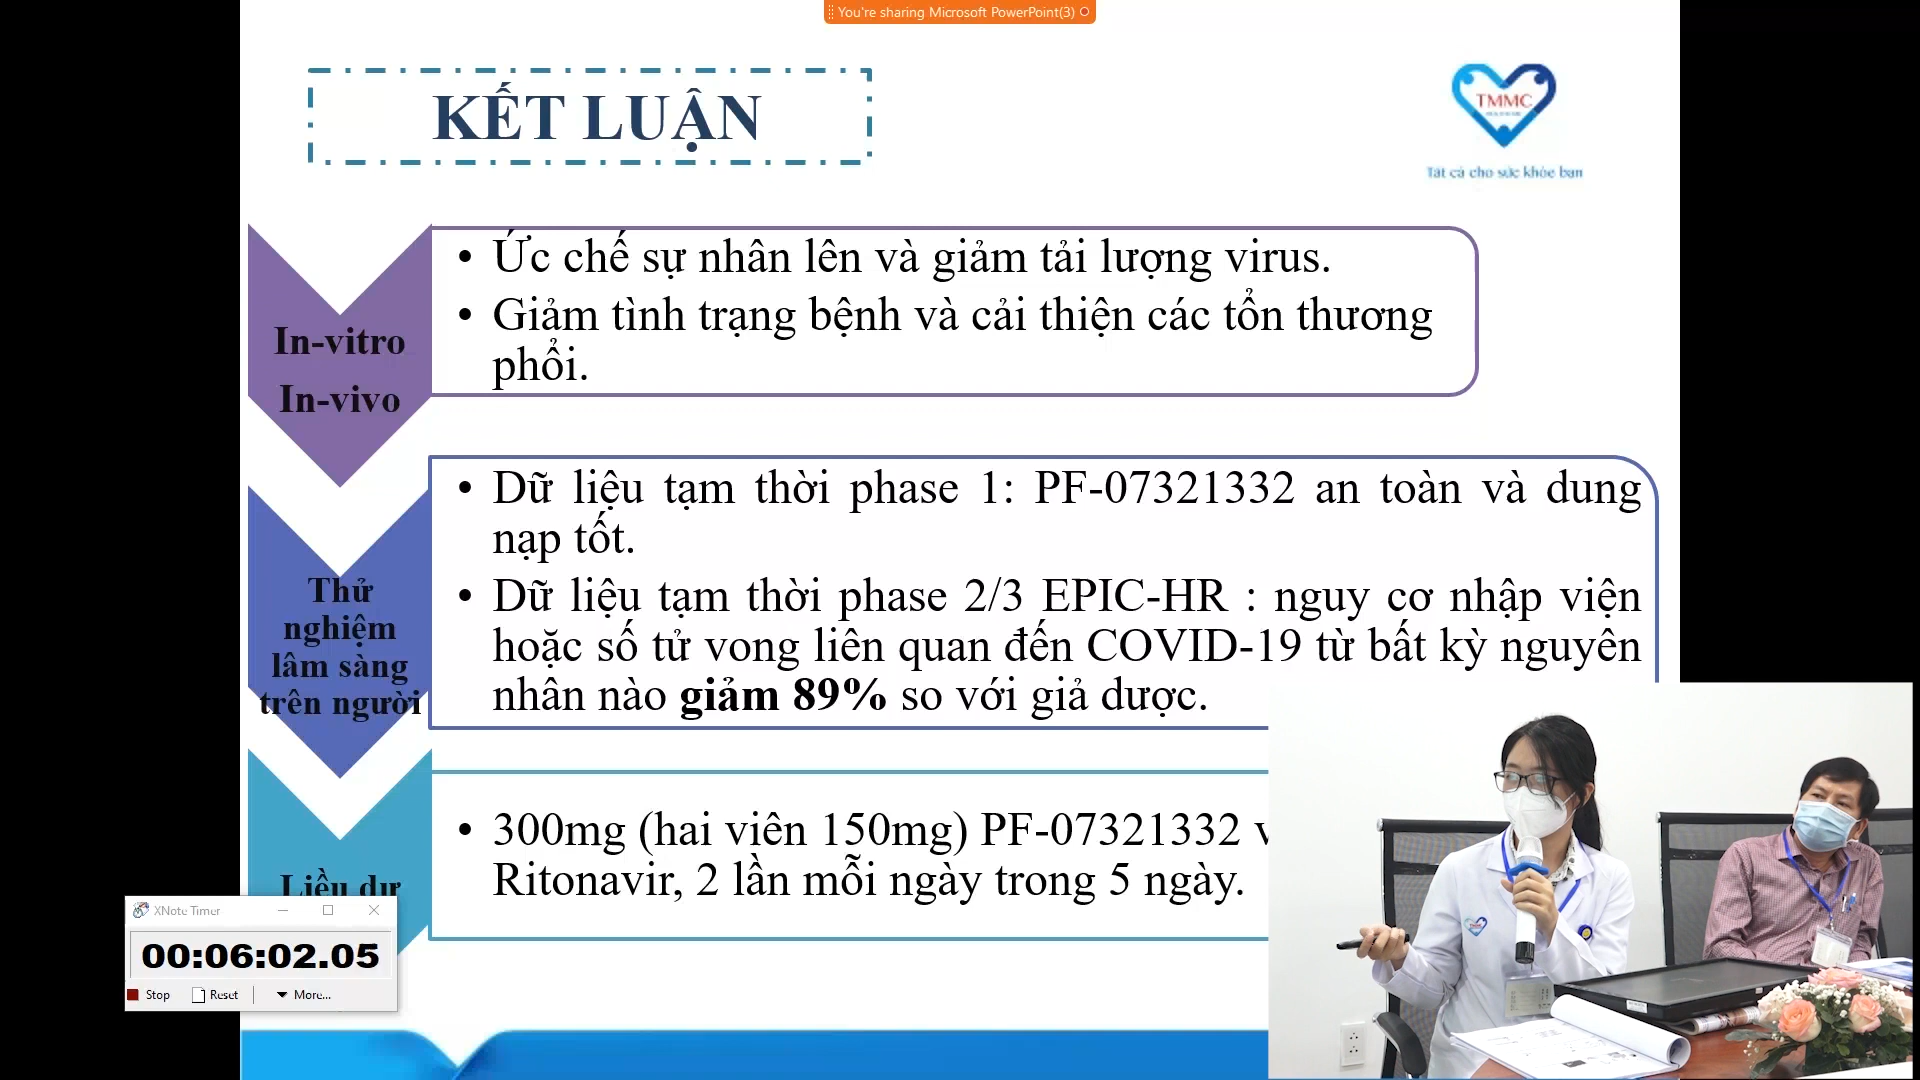 You're sharing Microsoft PowerPoint(3)
KẾT LUẬN
TMMC
Tất cả cho sức khỏe bạn
In-vitro
In-vivo
• Ức chế sự nhân lên và giảm tải lượng virus.
• Giảm tình trạng bệnh và cải thiện các tổn thương
phổi.
Thử
nghiệm
lâm sàng
trên người
• Dữ liệu tạm thời phase 1: PF-07321332 an toàn và dung
nạp tốt.
• Dữ liệu tạm thời phase 2/3 EPIC-HR : nguy cơ nhập viện
hoặc số tử vong liên quan đến COVID-19 từ bất kỳ nguyên
nhân nào giảm 89% so với giả dược.
Liều dự
• 300mg (hai viên 150mg) PF-07321332
Ritonavir, 2 lần mỗi ngày trong 5 ngày.
XNote Timer
00:06:02.05
Stop Reset More...
TMMC